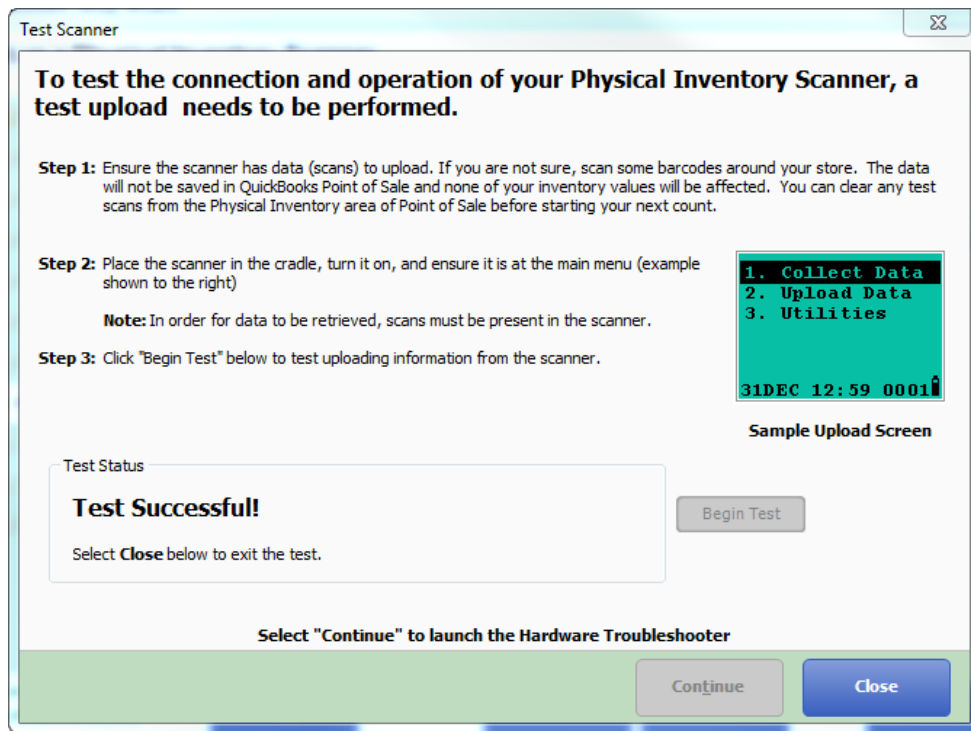 Test Scanner
To test the connection and operation of your Physical Inventory Scanner, a
test upload needs to be performed.
Step 1: Ensure the scanner has data (scans) to upload. If you are not sure, scan some barcodes around your store. The data
will not be saved in QuickBooks Point of Sale and none of your inventory values will be affected. You can clear any test
scans from the Physical Inventory area of Point of Sale before starting your next count.
Step 2: Place the scanner in the cradle, turn it on, and ensure it is at the main menu (example
shown to the right)
Note: In order for data to be retrieved, scans must be present in the scanner.
Step 3: Click "Begin Test" below to test uploading information from the scanner.
1. Collect Data
2. Upload Data
3. Utilities
31DEC 12:59 0001
Sample Upload Screen
Test Status
Test Successful!
Select Close below to exit the test.
Begin Test
Select "Continue" to launch the Hardware Troubleshooter
Continue
Close